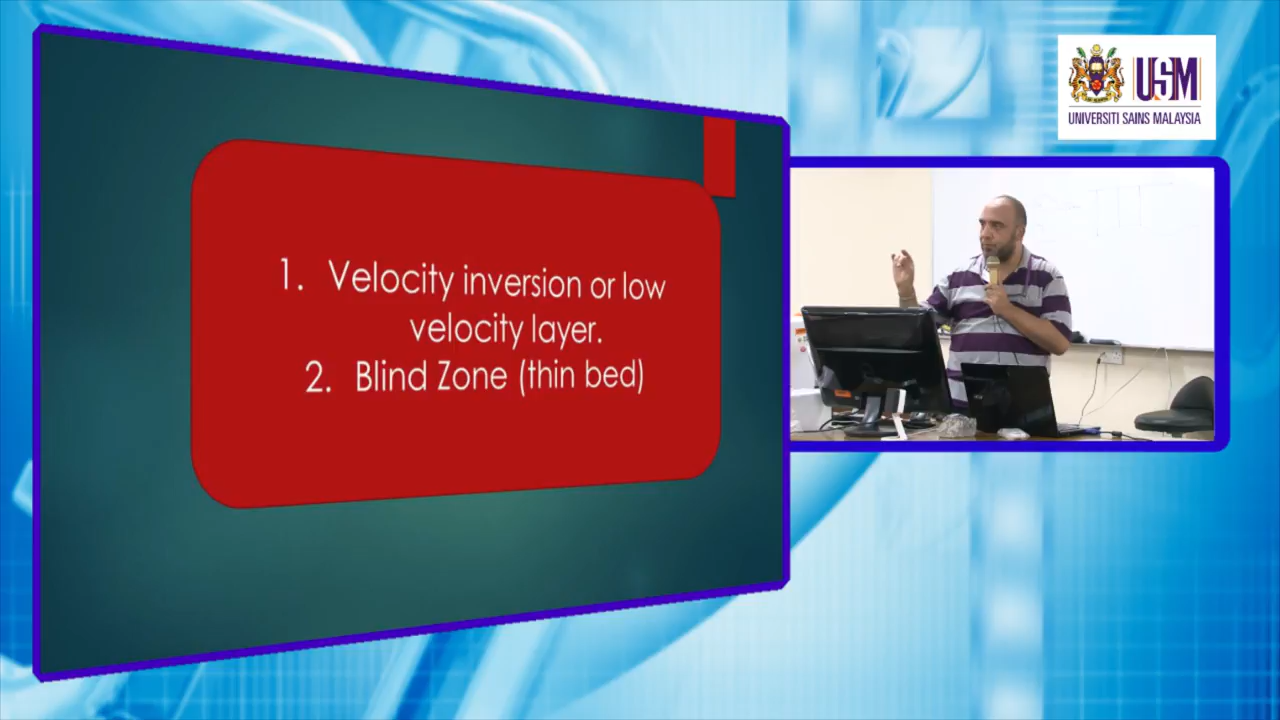 1. Velocity inversion or low
velocity layer.
2. Blind Zone (thin bed)
USM
UNIVERSITI SAINS MALAYSIA